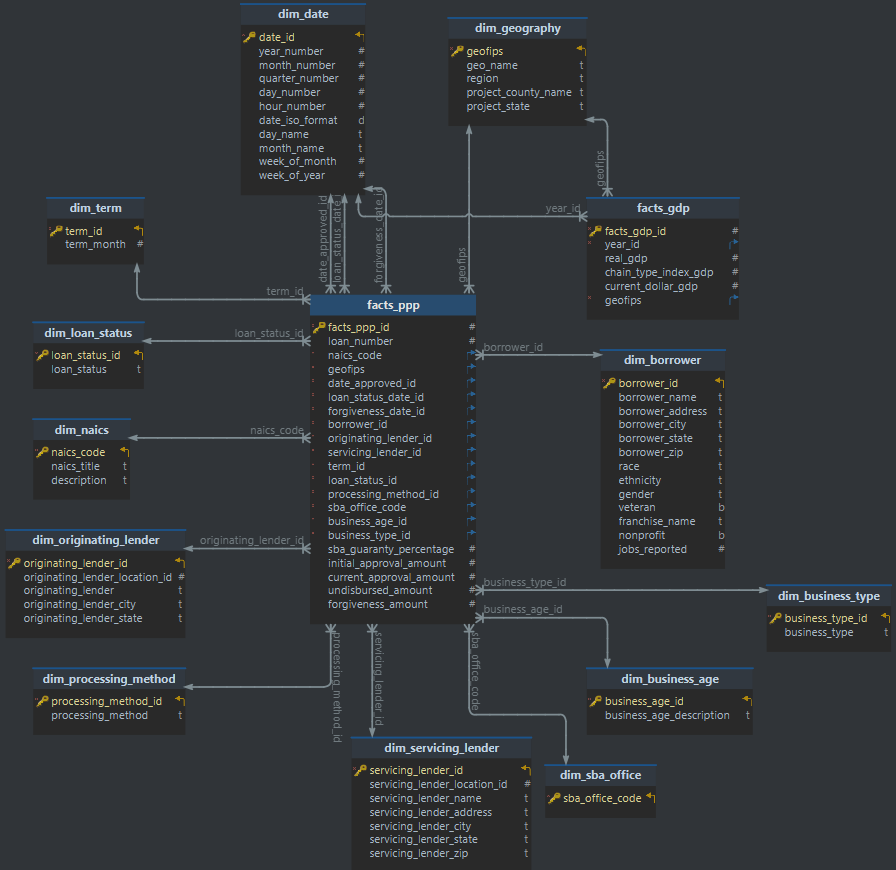 dim_date
date_id
year_number #
month_number #
quarter_number #
day_number #
hour_number #
date_iso_format d
day_name t
month_name t
week_of_month #
week_of_year #
dim_geography
geofips
geo_name t
region t
project_county_name t
project_state t
dim_term
term_id
term_month #
facts_gdp
facts_gdp_id #
year_id
real_gdp #
chain_type_index_gdp #
current_dollar_gdp #
geofips
date_approved_id
loan_status_date_i
forgiveness_date_i
geofips
geofips
year_id
term_id
loan_status_id
naics_code
originating_lender_id
borrower_id
business_type_id
business_age_id
processing_method_id
servicing_lender_id
sba_office_code
facts_ppp
facts_ppp_id #
loan_number #
naics_code
geofips
date_approved_id
loan_status_date_id
forgiveness_date_id
borrower_id
originating_lender_id
servicing_lender_id
term_id
loan_status_id
processing_method_id
sba_office_code
business_age_id
business_type_id
sba_guaranty_percentage #
initial_approval_amount #
current_approval_amount #
undisbursed_amount #
forgiveness_amount #
dim_loan_status
loan_status_id
loan_status t
dim_borrower
borrower_id
borrower_name t
borrower_address t
borrower_city t
borrower_state t
borrower_zip t
race t
ethnicity t
gender t
veteran b
franchise_name t
nonprofit b
jobs_reported #
dim_naics
naics_code
naics_title t
description t
dim_originating_lender
originating_lender_id
originating_lender_location_id #
originating_lender t
originating_lender_city t
originating_lender_state t
dim_business_type
business_type_id
business_type t
dim_processing_method
processing_method_id
processing_method t
dim_business_age
business_age_id
business_age_description t
dim_servicing_lender
servicing_lender_id
servicing_lender_location_id #
servicing_lender_name t
servicing_lender_address t
servicing_lender_city t
servicing_lender_state t
servicing_lender_zip t
dim_sba_office
sba_office_code